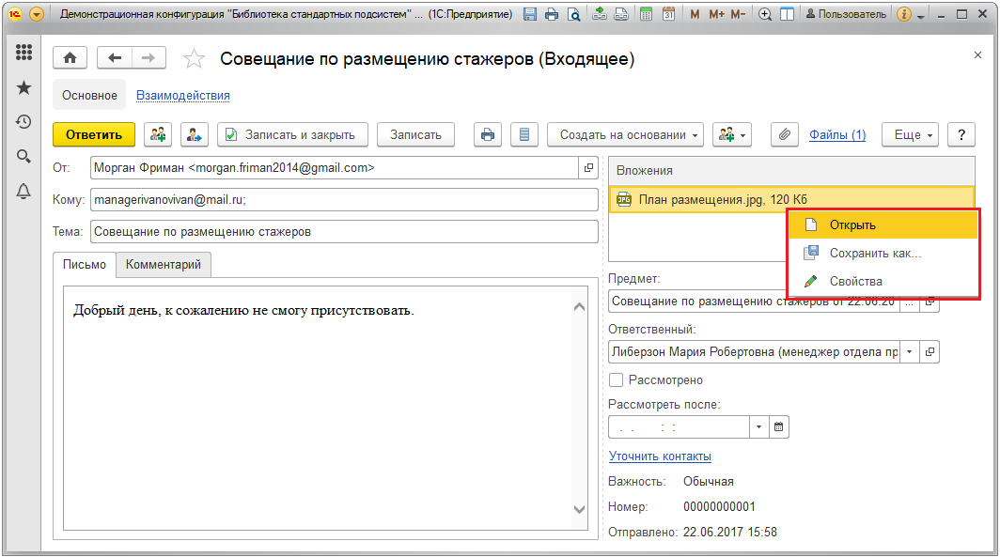 Демонстрационная конфигурация "Библиотека стандартных подсистем" ... (1С:Предприятие) M M+ M- Пользователь
Совещание по размещению стажеров (Входящее)
Основное Взаимодействия
Ответить Записать и закрыть Записать Создать на основании Файлы (1) Еще ?
От: Морган Фриман <morgan.friman2014@gmail.com>
Кому: managerivanovivan@mail.ru;
Тема: Совещание по размещению стажеров
Письмо Комментарий
Добрый день, к сожалению не смогу присутствовать.
Вложения
План размещения.jpg, 120 Кб
Открыть
Сохранить как...
Свойства
Предмет:
Совещание по размещению стажеров от 22.06.20 ...
Ответственный:
Либерзон Мария Робертовна (менеджер отдела пр
Рассмотрено
Рассмотреть после:
. . : :
Уточнить контакты
Важность: Обычная
Номер: 00000000001
Отправлено: 22.06.2017 15:58